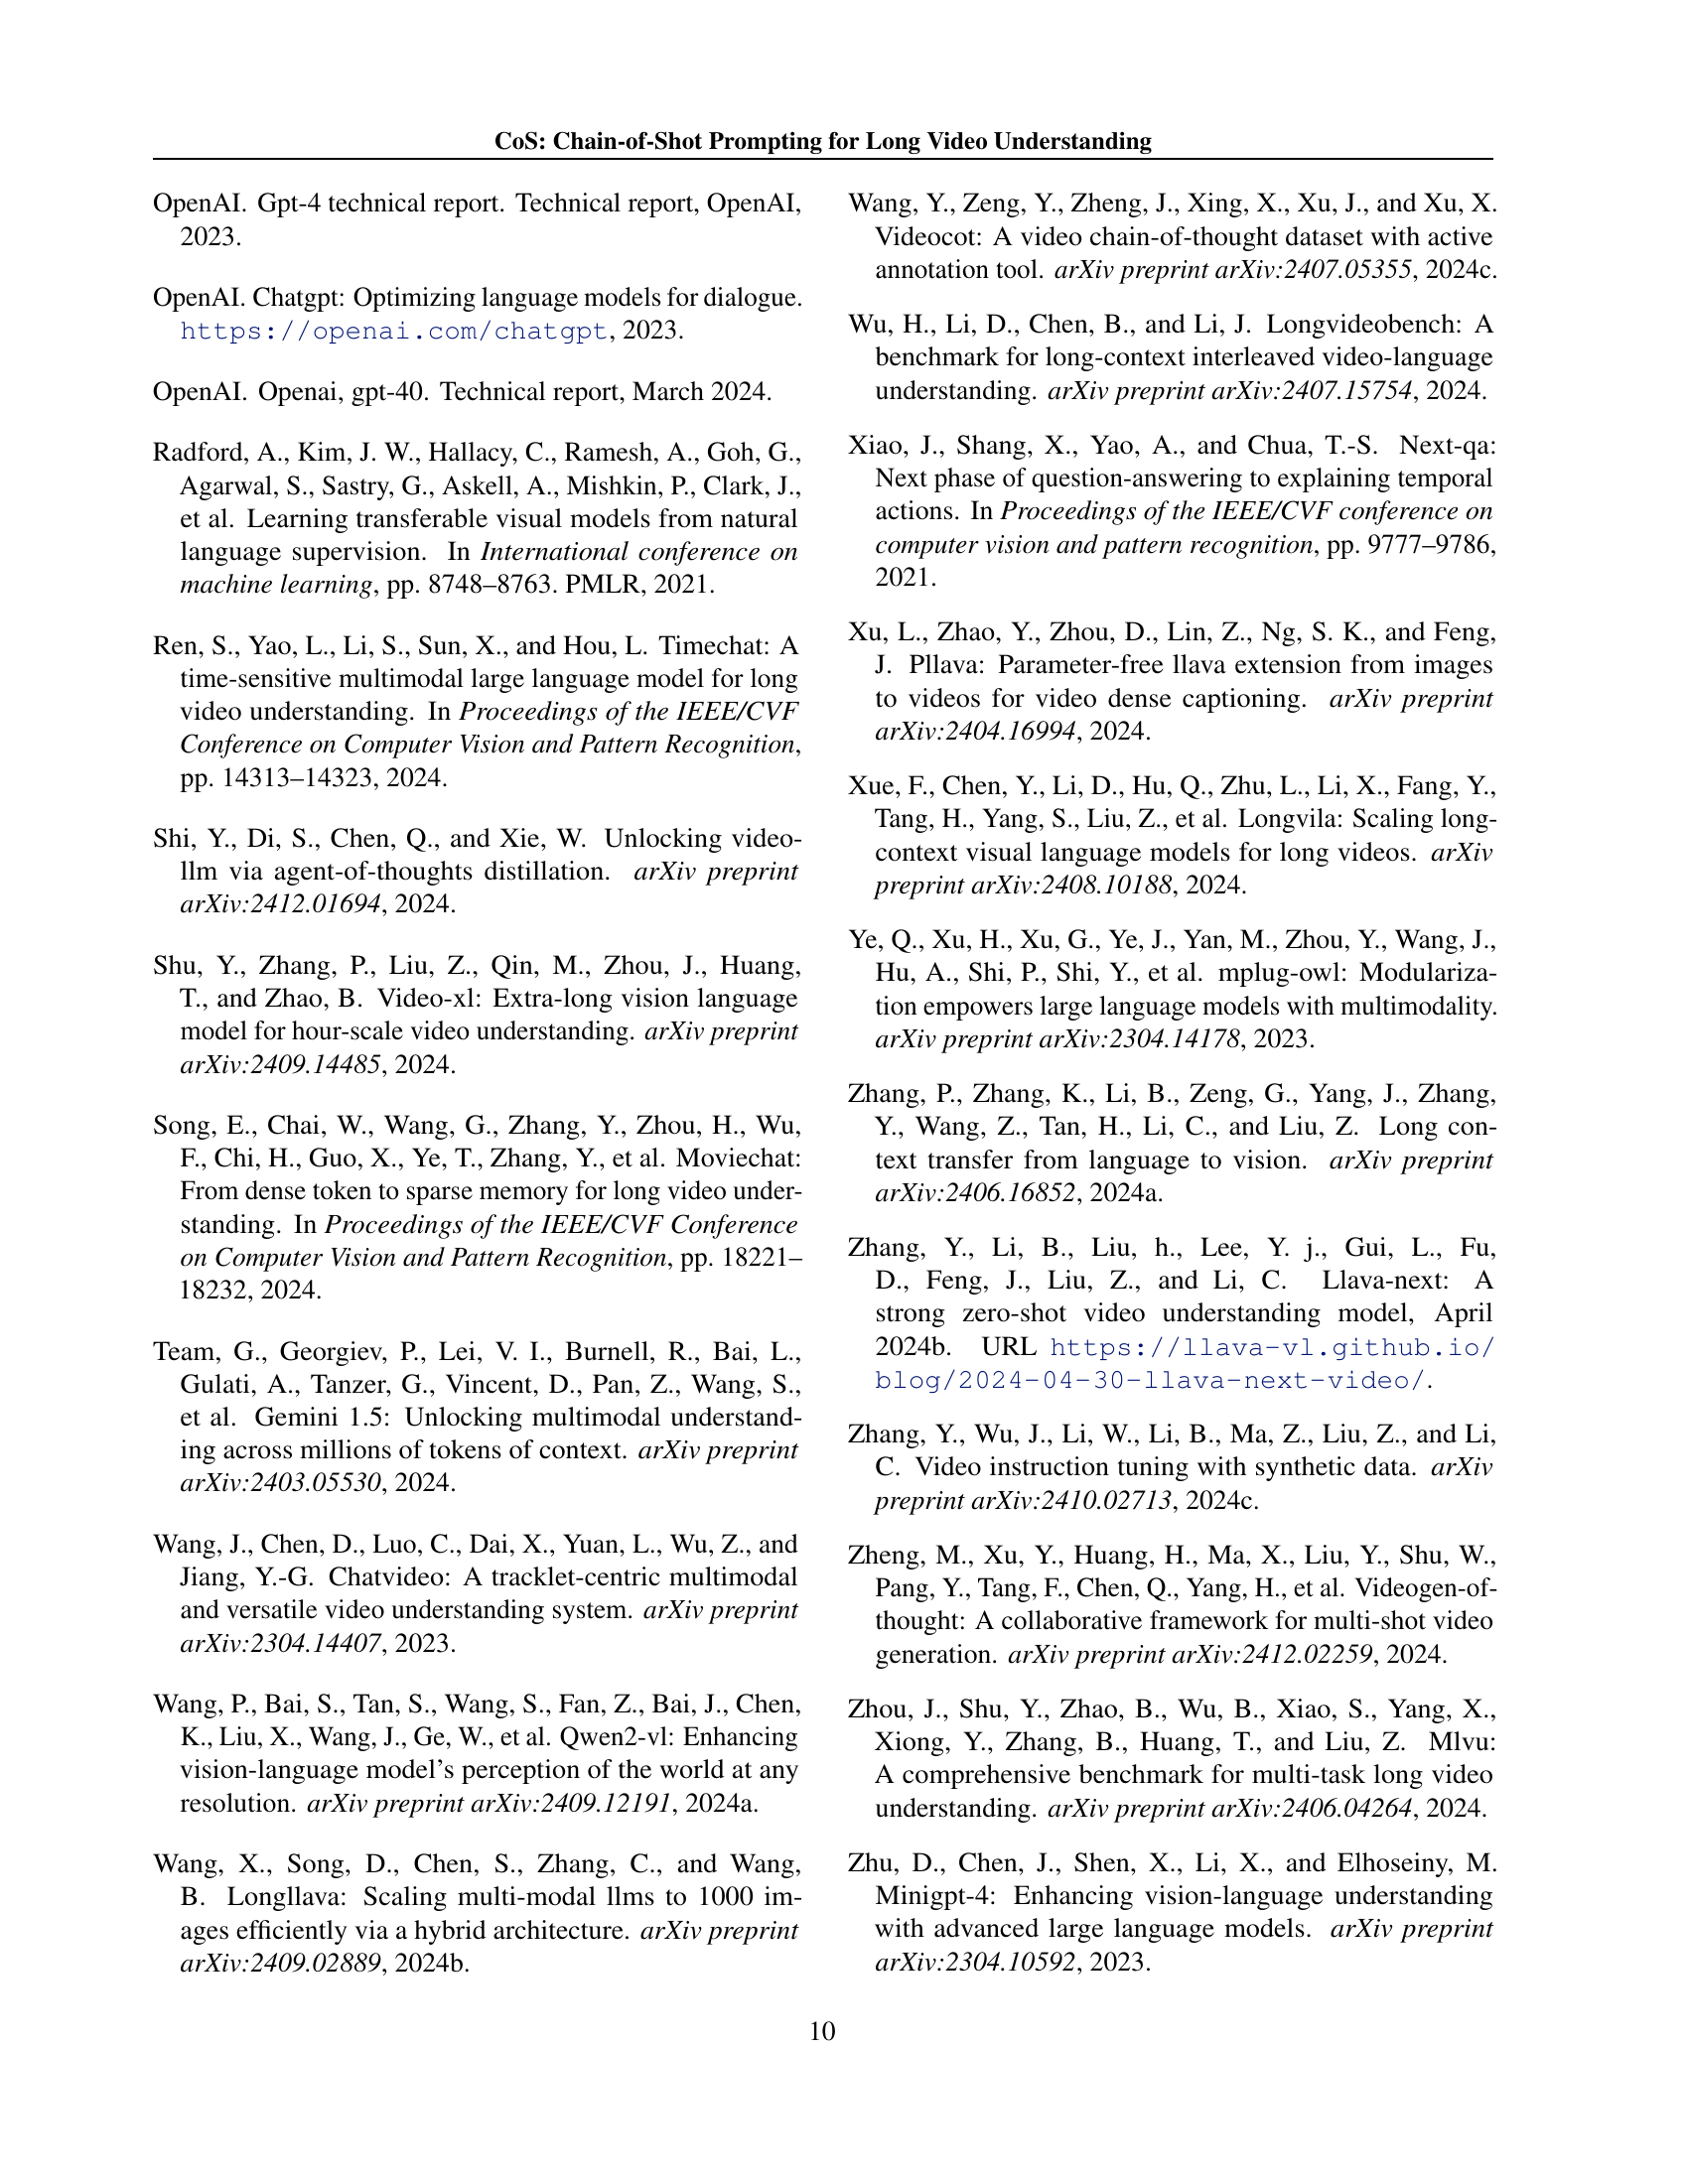 CoS: Chain-of-Shot Prompting for Long Video Understanding
OpenAI. Gpt-4 technical report. Technical report, OpenAI,
2023.
OpenAI. Chatgpt: Optimizing language models for dialogue.
https://openai.com/chatgpt, 2023.
OpenAI. Openai, gpt-40. Technical report, March 2024.
Radford, A., Kim, J. W., Hallacy, C., Ramesh, A., Goh, G.,
Agarwal, S., Sastry, G., Askell, A., Mishkin, P., Clark, J.,
et al. Learning transferable visual models from natural
language supervision. In International conference on
machine learning, pp. 8748–8763. PMLR, 2021.
Ren, S., Yao, L., Li, S., Sun, X., and Hou, L. Timechat: A
time-sensitive multimodal large language model for long
video understanding. In Proceedings of the IEEE/CVF
Conference on Computer Vision and Pattern Recognition,
pp. 14313–14323, 2024.
Shi, Y., Di, S., Chen, Q., and Xie, W. Unlocking video-
llm via agent-of-thoughts distillation. arXiv preprint
arXiv:2412.01694, 2024.
Shu, Y., Zhang, P., Liu, Z., Qin, M., Zhou, J., Huang,
T., and Zhao, B. Video-xl: Extra-long vision language
model for hour-scale video understanding. arXiv preprint
arXiv:2409.14485, 2024.
Song, E., Chai, W., Wang, G., Zhang, Y., Zhou, H., Wu,
F., Chi, H., Guo, X., Ye, T., Zhang, Y., et al. Moviechat:
From dense token to sparse memory for long video under-
standing. In Proceedings of the IEEE/CVF Conference
on Computer Vision and Pattern Recognition, pp. 18221–
18232, 2024.
Team, G., Georgiev, P., Lei, V. I., Burnell, R., Bai, L.,
Gulati, A., Tanzer, G., Vincent, D., Pan, Z., Wang, S.,
et al. Gemini 1.5: Unlocking multimodal understand-
ing across millions of tokens of context. arXiv preprint
arXiv:2403.05530, 2024.
Wang, J., Chen, D., Luo, C., Dai, X., Yuan, L., Wu, Z., and
Jiang, Y.-G. Chatvideo: A tracklet-centric multimodal
and versatile video understanding system. arXiv preprint
arXiv:2304.14407, 2023.
Wang, P., Bai, S., Tan, S., Wang, S., Fan, Z., Bai, J., Chen,
K., Liu, X., Wang, J., Ge, W., et al. Qwen2-vl: Enhancing
vision-language model's perception of the world at any
resolution. arXiv preprint arXiv:2409.12191, 2024a.
Wang, X., Song, D., Chen, S., Zhang, C., and Wang,
B. Longllava: Scaling multi-modal llms to 1000 im-
ages efficiently via a hybrid architecture. arXiv preprint
arXiv:2409.02889, 2024b.
Wang, Y., Zeng, Y., Zheng, J., Xing, X., Xu, J., and Xu, X.
Videocot: A video chain-of-thought dataset with active
annotation tool. arXiv preprint arXiv:2407.05355, 2024c.
Wu, H., Li, D., Chen, B., and Li, J. Longvideobench: A
benchmark for long-context interleaved video-language
understanding. arXiv preprint arXiv:2407.15754, 2024.
Xiao, J., Shang, X., Yao, A., and Chua, T.-S. Next-qa:
Next phase of question-answering to explaining temporal
actions. In Proceedings of the IEEE/CVF conference on
computer vision and pattern recognition, pp. 9777–9786,
2021.
Xu, L., Zhao, Y., Zhou, D., Lin, Z., Ng, S. K., and Feng,
J. Pllava: Parameter-free llava extension from images
to videos for video dense captioning. arXiv preprint
arXiv:2404.16994, 2024.
Xue, F., Chen, Y., Li, D., Hu, Q., Zhu, L., Li, X., Fang, Y.,
Tang, H., Yang, S., Liu, Z., et al. Longvila: Scaling long-
context visual language models for long videos. arXiv
preprint arXiv:2408.10188, 2024.
Ye, Q., Xu, H., Xu, G., Ye, J., Yan, M., Zhou, Y., Wang, J.,
Hu, A., Shi, P., Shi, Y., et al. mplug-owl: Modulariza-
tion empowers large language models with multimodality.
arXiv preprint arXiv:2304.14178, 2023.
Zhang, P., Zhang, K., Li, B., Zeng, G., Yang, J., Zhang,
Y., Wang, Z., Tan, H., Li, C., and Liu, Z. Long con-
text transfer from language to vision. arXiv preprint
arXiv:2406.16852, 2024a.
Zhang, Y., Li, B., Liu, h., Lee, Y. j., Gui, L., Fu,
D., Feng, J., Liu, Z., and Li, C. Llava-next: A
strong zero-shot video understanding model, April
2024b. URL https://llava-vl.github.io/
blog/2024-04-30-llava-next-video/.
Zhang, Y., Wu, J., Li, W., Li, B., Ma, Z., Liu, Z., and Li,
C. Video instruction tuning with synthetic data. arXiv
preprint arXiv:2410.02713, 2024c.
Zheng, M., Xu, Y., Huang, H., Ma, X., Liu, Y., Shu, W.,
Pang, Y., Tang, F., Chen, Q., Yang, H., et al. Videogen-of-
thought: A collaborative framework for multi-shot video
generation. arXiv preprint arXiv:2412.02259, 2024.
Zhou, J., Shu, Y., Zhao, B., Wu, B., Xiao, S., Yang, X.,
Xiong, Y., Zhang, B., Huang, T., and Liu, Z. Mlvu:
A comprehensive benchmark for multi-task long video
understanding. arXiv preprint arXiv:2406.04264, 2024.
Zhu, D., Chen, J., Shen, X., Li, X., and Elhoseiny, M.
Minigpt-4: Enhancing vision-language understanding
with advanced large language models. arXiv preprint
arXiv:2304.10592, 2023.
10